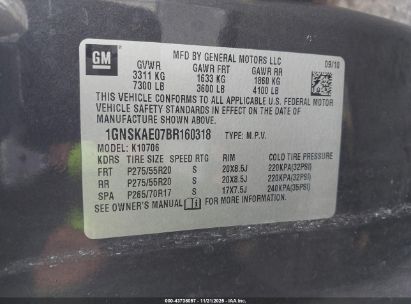 GM
MFD BY GENERAL MOTORS LLC 09/10
GVWR GAWR FRT GAWR RR
3311 KG 1633 KG 1860 KG
7300 LB 3600 LB 4100 LB
THIS VEHICLE CONFORMS TO ALL APPLICABLE U.S. FEDERAL MOTOR
VEHICLE SAFETY STANDARDS IN EFFECT ON THE DATE OF
MANUFACTURE SHOWN ABOVE.
1GNSKAE07BR160318 TYPE: M.P.V.
MODEL: K10706
KDRS TIRE SIZE SPEED RTG RIM COLD TIRE PRESSURE
FRT P275/55R20 S 20X8.5J 220KPA(32PSI)
RR P275/55R20 S 20X8.5J 220KPA(32PSI)
SPA P265/70R17 S 17X7.5J 240KPA(35PSI)
SEE OWNER'S MANUAL FOR MORE INFORMATION.